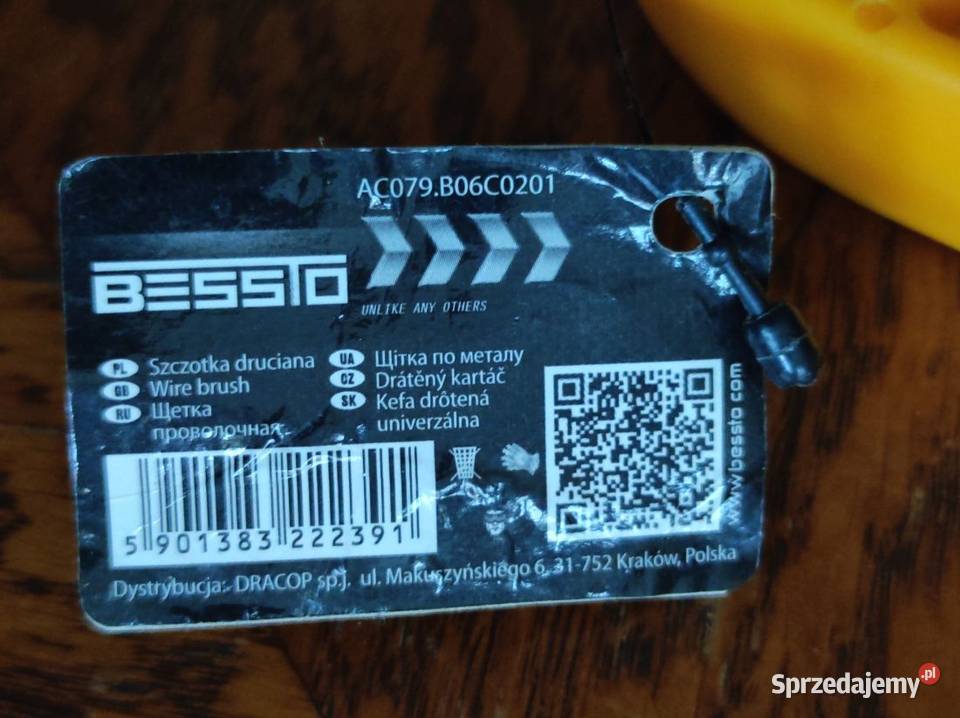 AC079.B06C0201
BESSTO
UNLIKE ANY OTHERS
PL Szczotka druciana
GB Wire brush
RU Щетка
проволочная
UA Щітка по металу
CZ Drátěný kartáč
SK Kefa drôtená
univerzálna
www.bessto.com
5 901383 222391
Dystrybucja: DRACOP sp.j. ul. Makuszyńskiego 6, 31-752 Kraków, Polska
Sprzedajemy.pl